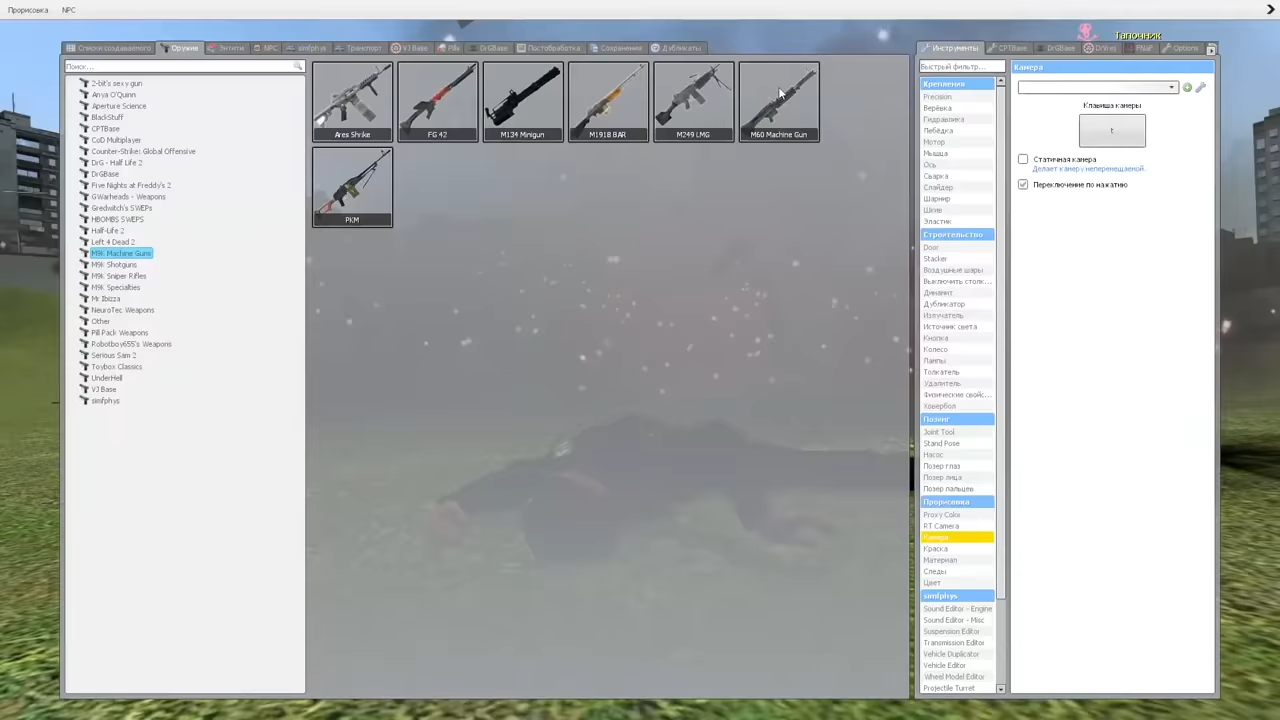 Прорисовка
NPC
Списки создаваемого
Оружие
Энтити
NPC
simfphys
Транспорт
VJ Base
Pills
DrGBase
Постобработка
Сохранения
Дубликаты
Тапочник
Инструменты
CPTBase
DrGBase
DrVrej
FNaF
Options
Поиск...
2-bit's sexy gun
Anya O'Quinn
Aperture Science
BlackStuff
CPTBase
CoD Multiplayer
Counter-Strike: Global Offensive
DrG - Half Life 2
DrGBase
Five Nights at Freddy's 2
GWarheads - Weapons
Gredwitch's SWEPs
HBOMBS SWEPS
Half-Life 2
Left 4 Dead 2
M9K Machine Guns
M9K Shotguns
M9K Sniper Rifles
M9K Specialties
Mr Ibizza
NeuroTec Weapons
Other
Pill Pack Weapons
Robotboy655's Weapons
Serious Sam 2
Toybox Classics
UnderHell
VJ Base
simfphys
Ares Shrike
FG 42
M134 Minigun
M1918 BAR
M249 LMG
M60 Machine Gun
PKM
Быстрый фильтр...
Крепления
Precision
Верёвка
Гидравлика
Лебёдка
Мотор
Мышца
Ось
Сварка
Слайдер
Шарнир
Шкив
Эластик
Строительство
Door
Stacker
Воздушные шары
Выключить столк...
Динамит
Дубликатор
Излучатель
Источник света
Кнопка
Колесо
Лампы
Толкатель
Удалитель
Физические свойс...
Ховербол
Позинг
Joint Tool
Stand Pose
Насос
Позер глаз
Позер лица
Позер пальцев
Прорисовка
Proxy Color
RT Camera
Камера
Краска
Материал
Следы
Цвет
simfphys
Sound Editor - Engine
Sound Editor - Misc
Suspension Editor
Transmission Editor
Vehicle Duplicator
Vehicle Editor
Wheel Model Editor
Projectile Turret
Камера
Клавиша камеры
t
Статичная камера
Делает камеру неперемещаемой.
Переключение по нажатию